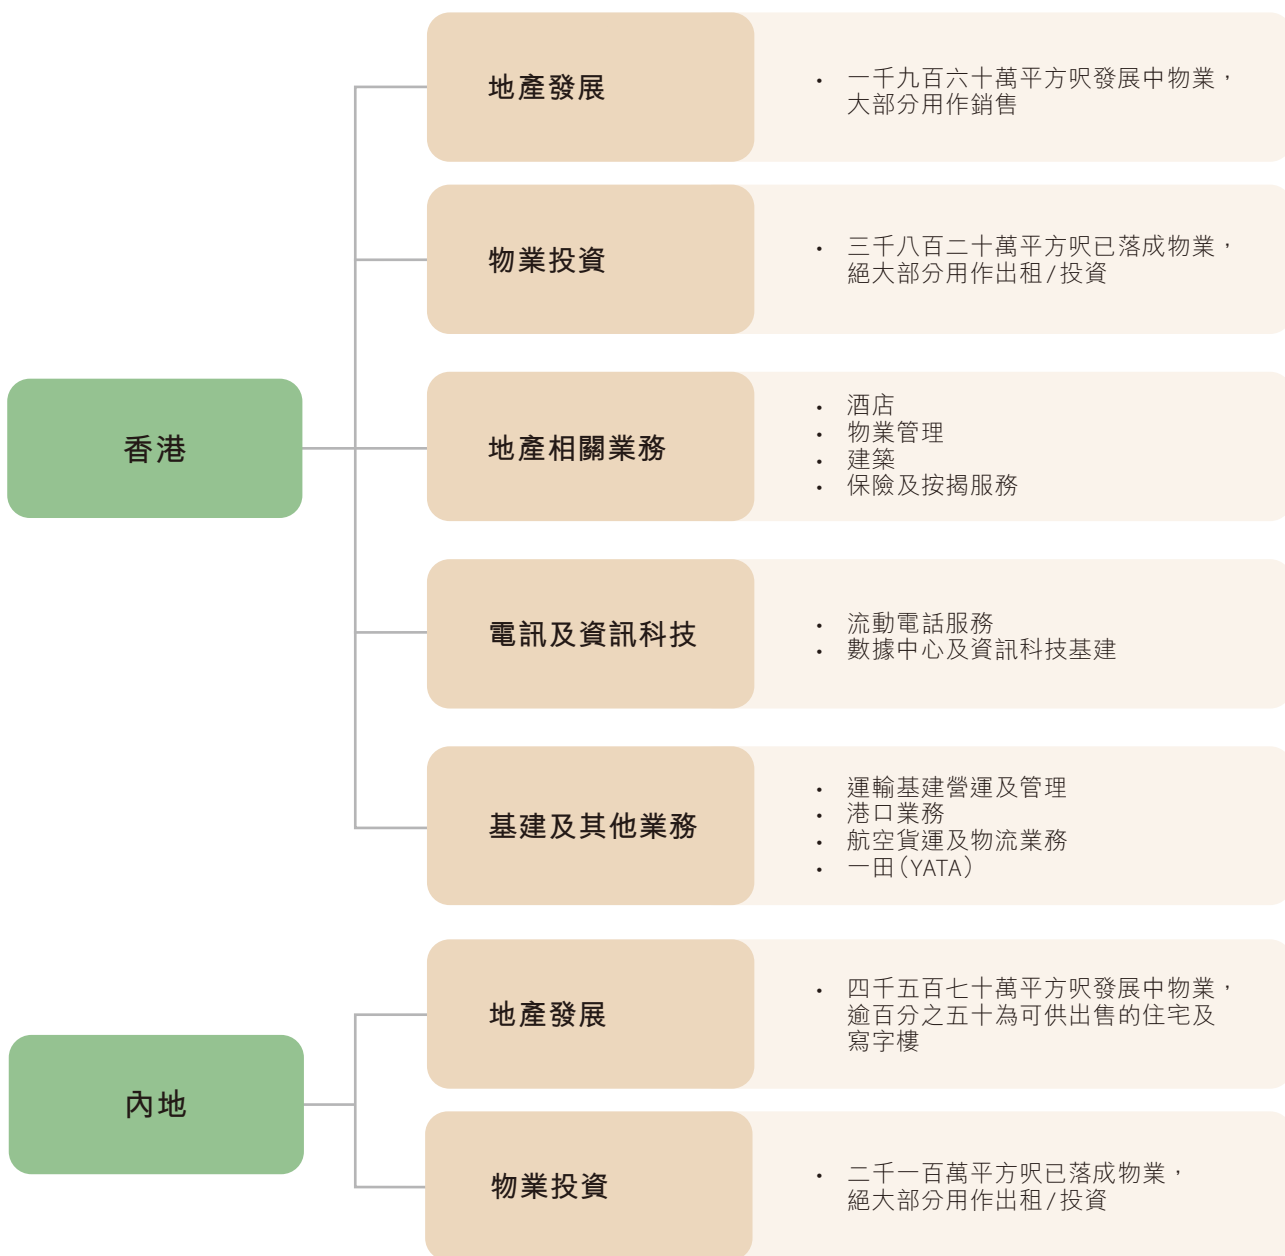 香港
地產發展
• 一千九百六十萬平方呎發展中物業，
大部分用作銷售
物業投資
• 三千八百二十萬平方呎已落成物業，
絕大部分用作出租/投資
地產相關業務
• 酒店
• 物業管理
• 建築
• 保險及按揭服務
電訊及資訊科技
• 流動電話服務
• 數據中心及資訊科技基建
基建及其他業務
• 運輸基建營運及管理
• 港口業務
• 航空貨運及物流業務
• 一田(YATA)
內地
地產發展
• 四千五百七十萬平方呎發展中物業，
逾百分之五十為可供出售的住宅及
寫字樓
物業投資
• 二千一百萬平方呎已落成物業，
絕大部分用作出租/投資